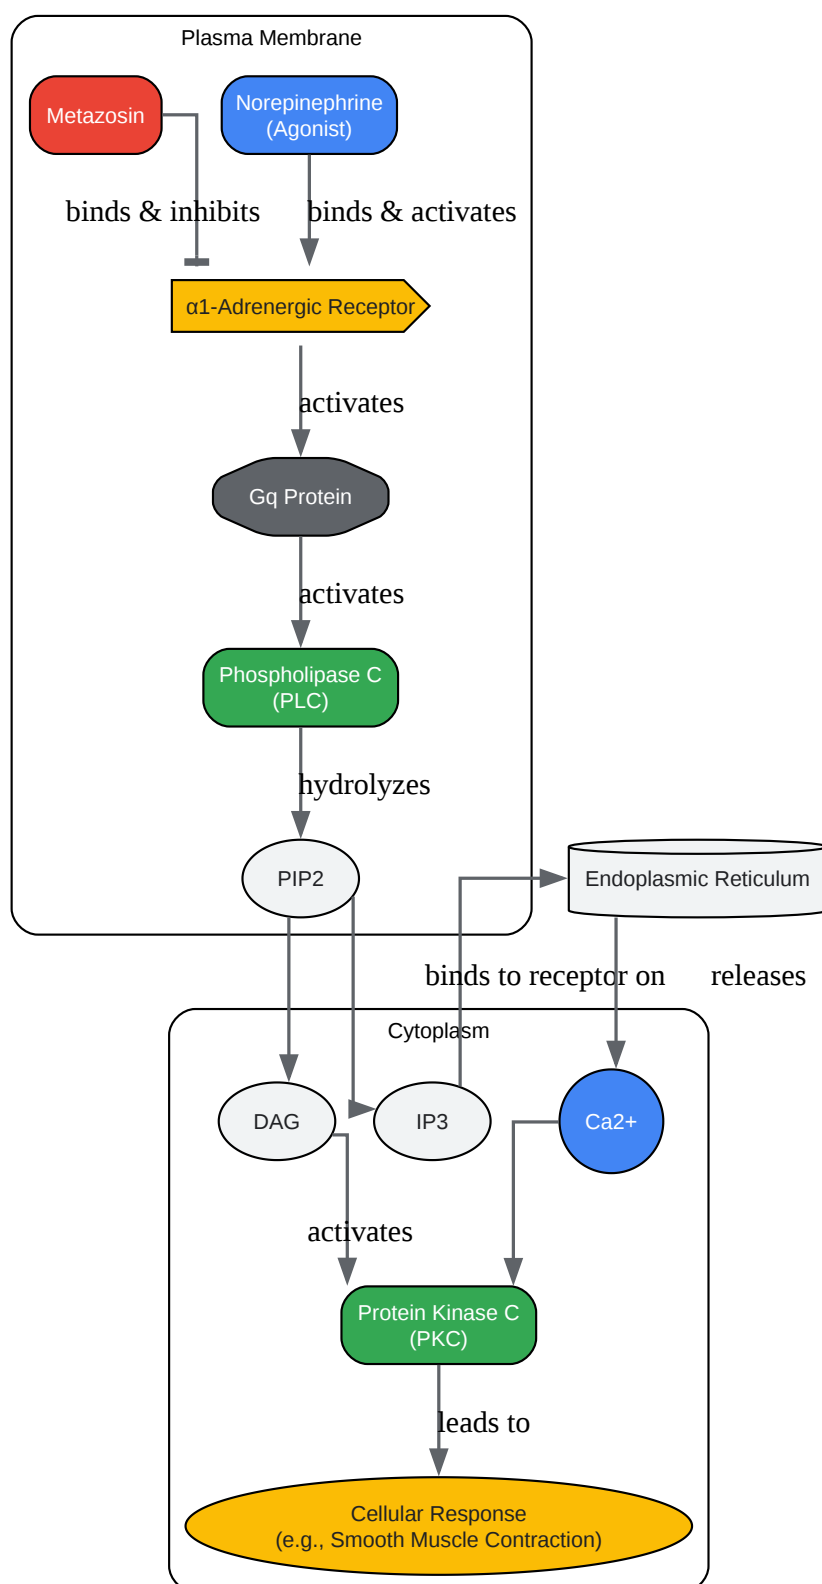 Plasma Membrane
Metazosin
Norepinephrine
(Agonist)
binds & inhibits
binds & activates
α1-Adrenergic Receptor
activates
Gq Protein
activates
Phospholipase C
(PLC)
hydrolyzes
PIP2
Endoplasmic Reticulum
binds to receptor on
releases
Cytoplasm
DAG
IP3
Ca2+
activates
Protein Kinase C
(PKC)
leads to
Cellular Response
(e.g., Smooth Muscle Contraction)